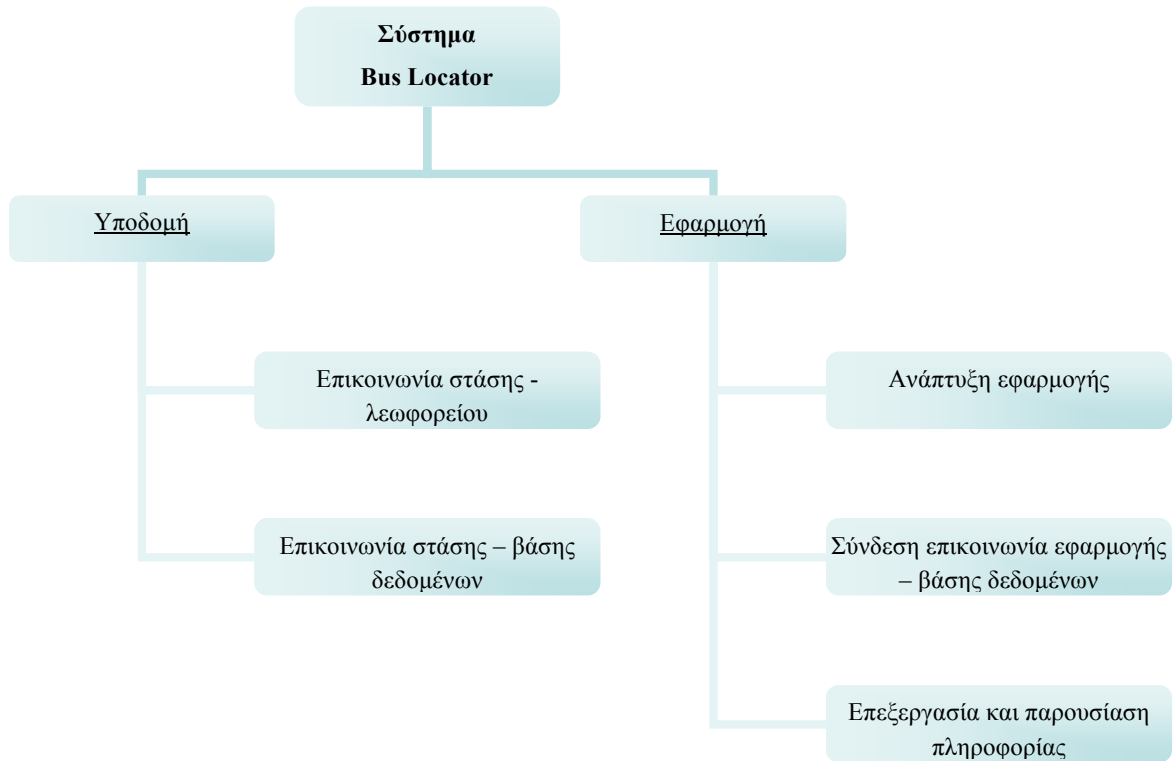 Σύστημα
Bus Locator
Υποδομή
Επικοινωνία στάσης -
λεωφορείου
Επικοινωνία στάσης – βάσης
δεδομένων
Εφαρμογή
Ανάπτυξη εφαρμογής
Σύνδεση επικοινωνία εφαρμογής
– βάσης δεδομένων
Επεξεργασία και παρουσίαση
πληροφορίας